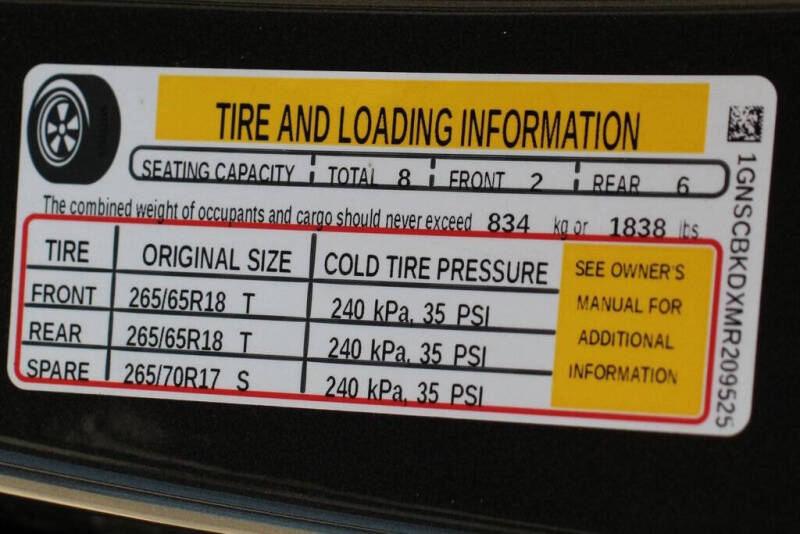 TIRE AND LOADING INFORMATION
SEATING CAPACITY TOTAL 8 FRONT 2 REAR 6
The combined weight of occupants and cargo should never exceed 834 kg or 1838 lbs
TIRE ORIGINAL SIZE COLD TIRE PRESSURE
FRONT 265/65R18 T 240 kPa, 35 PSI
REAR 265/65R18 T 240 kPa, 35 PSI
SPARE 265/70R17 S 240 kPa, 35 PSI
SEE OWNER'S
MANUAL FOR
ADDITIONAL
INFORMATION
1GNSCBKDXMR209525